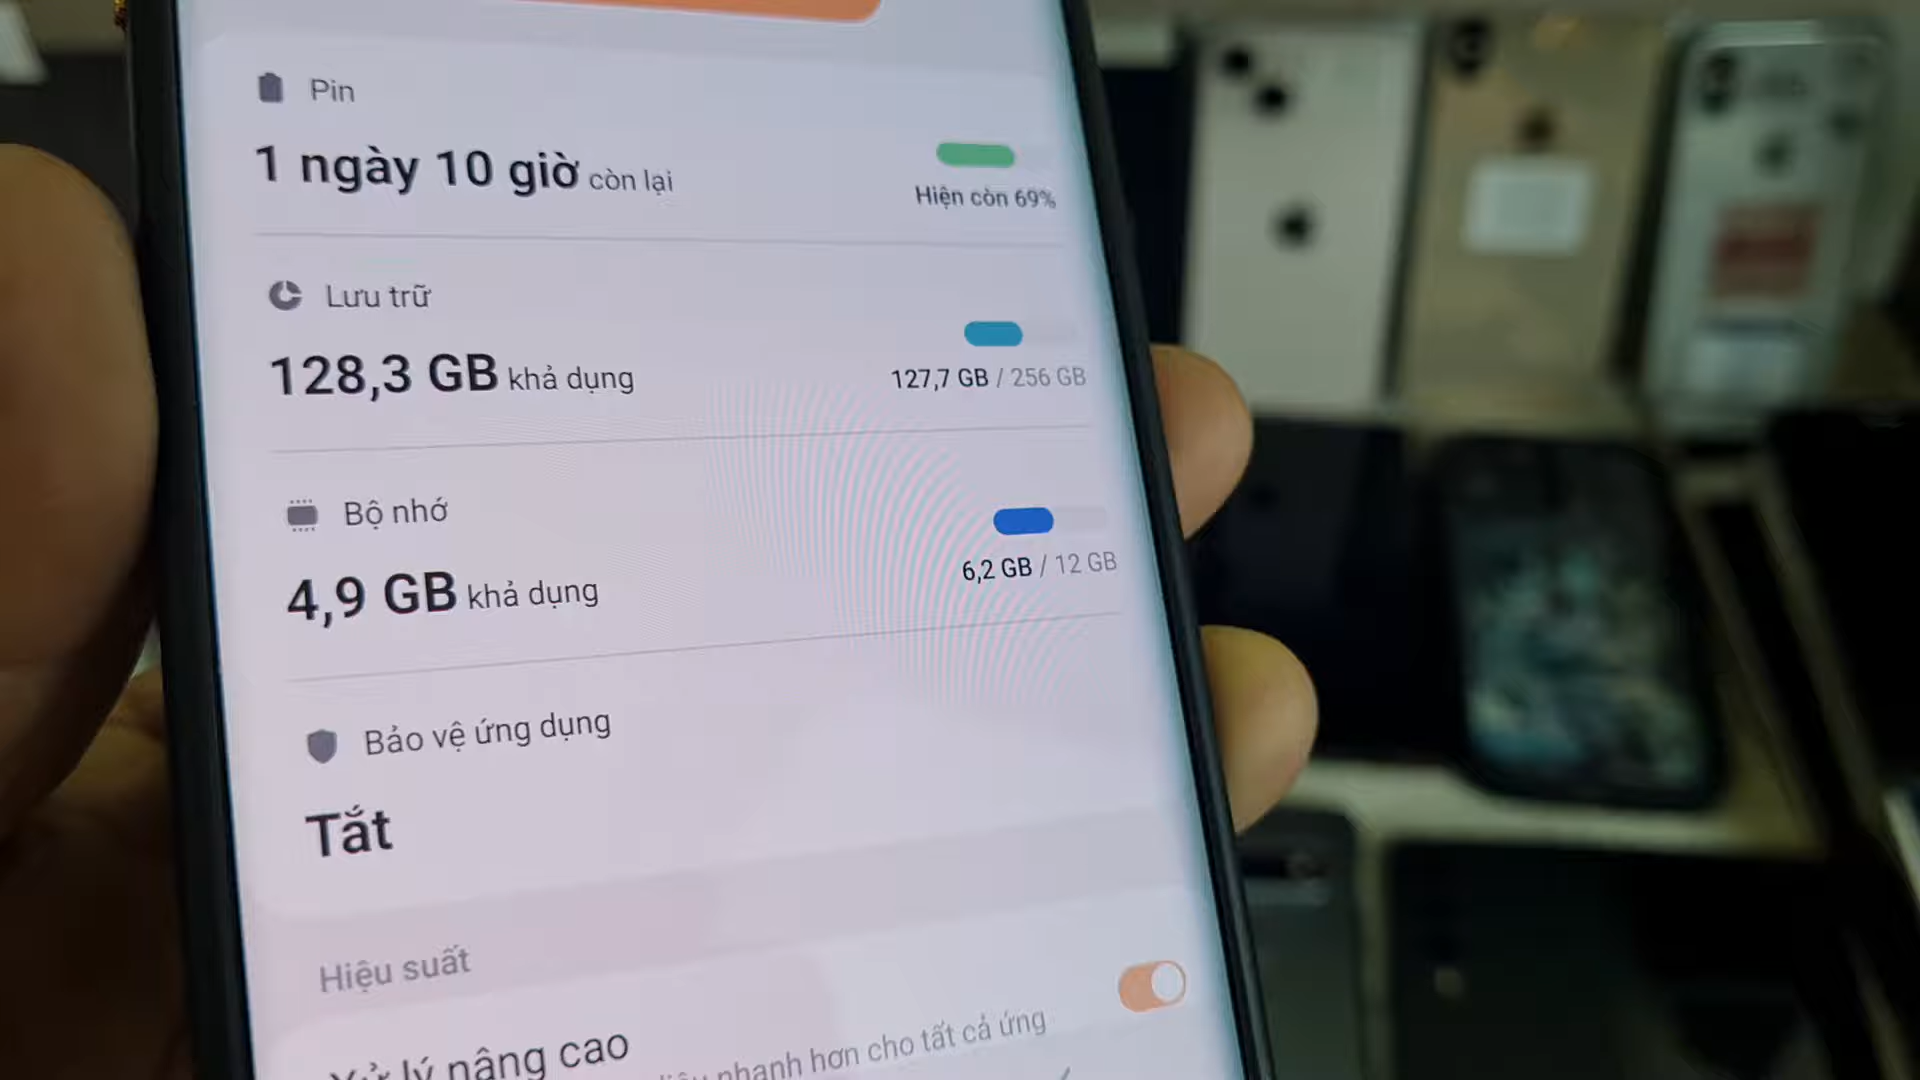 Pin
1 ngày 10 giờ còn lại
Hiện còn 69%
Lưu trữ
128,3 GB khả dụng
127,7 GB / 256 GB
Bộ nhớ
4,9 GB khả dụng
6,2 GB / 12 GB
Bảo vệ ứng dụng
Tắt
Hiệu suất
Xử lý nâng cao
nhanh hơn cho tất cả ứng